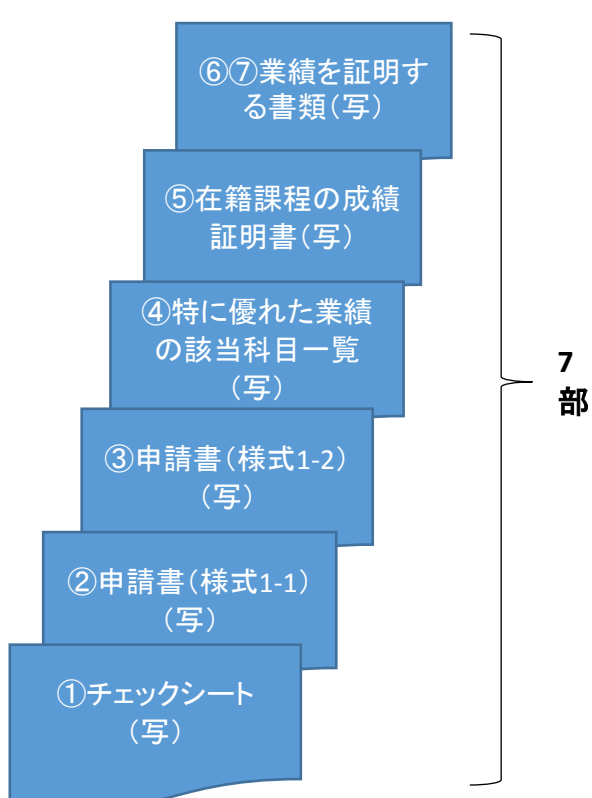 ⑥⑦業績を証明す
る書類（写）
⑤在籍課程の成績
証明書（写）
④特に優れた業績
の該当科目一覧
（写）
③申請書（様式1-2）
（写）
②申請書（様式1-1）
（写）
①チェックシート
（写）
7
部